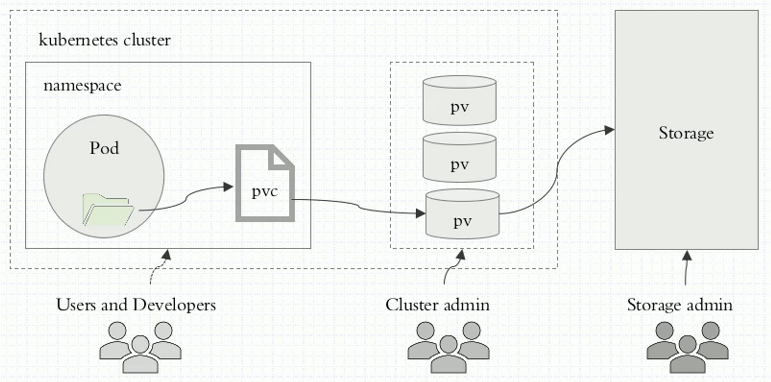 kubernetes cluster
namespace
Pod
pvc
pv
pv
pv
Storage
Users and Developers
Cluster admin
Storage admin